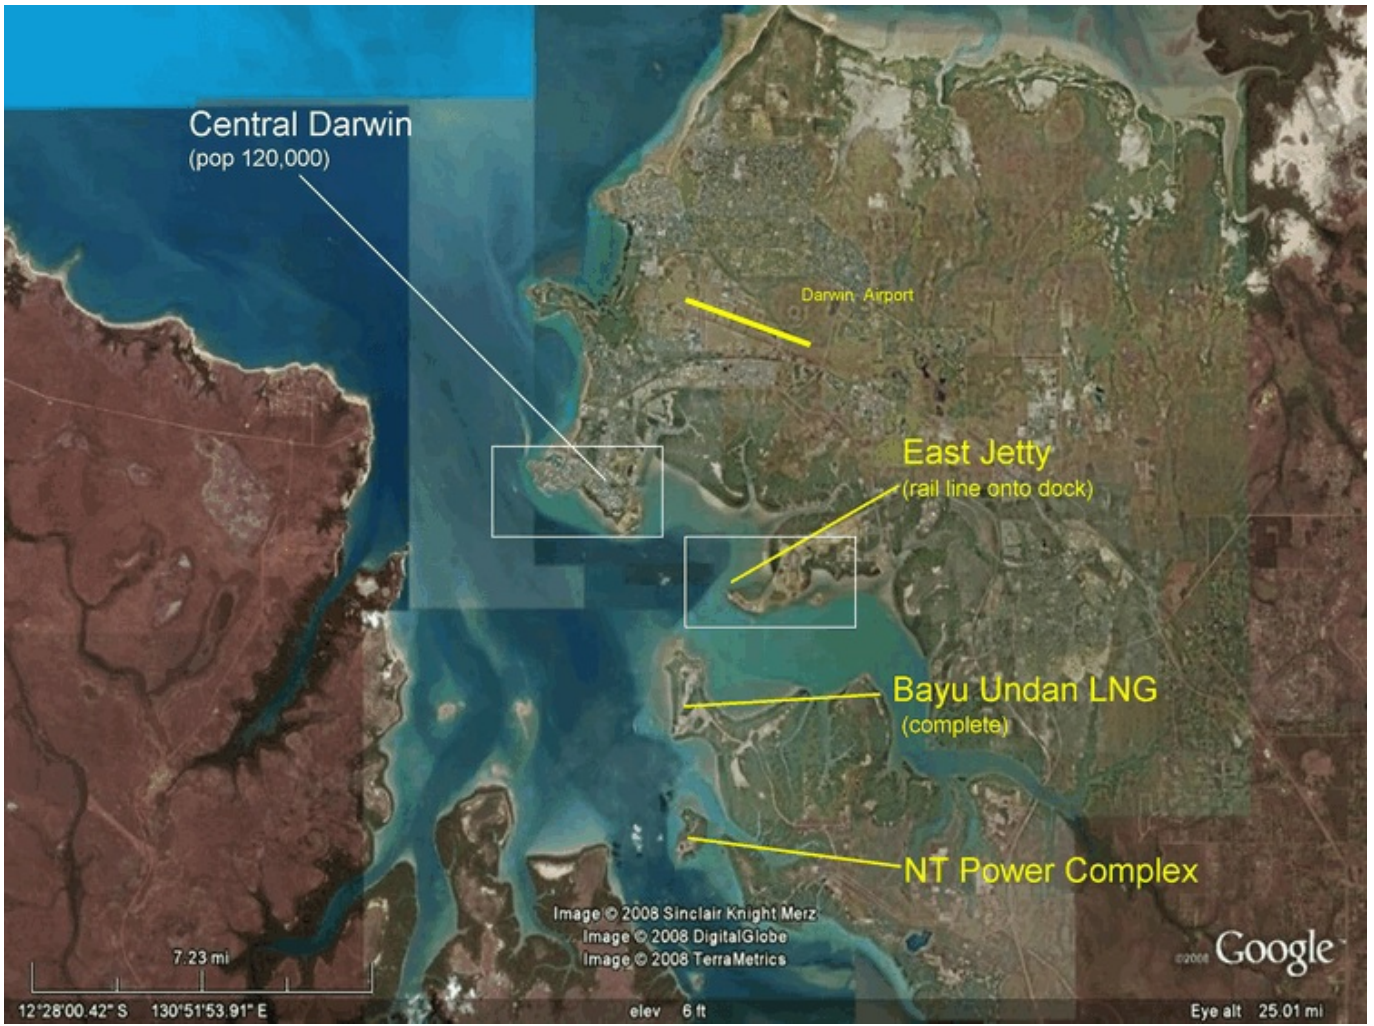 Central Darwin
(pop 120,000)
Darwin Airport
East Jetty
(rail line onto dock)
Bayu Undan LNG
(complete)
NT Power Complex
Image © 2008 Sinclair Knight Merz
Image © 2008 DigitalGlobe
Image © 2008 TerraMetrics
©2008 Google
7.23 mi
12°28'00.42" S 130°51'53.91" E elev 6 ft Eye alt 25.01 mi